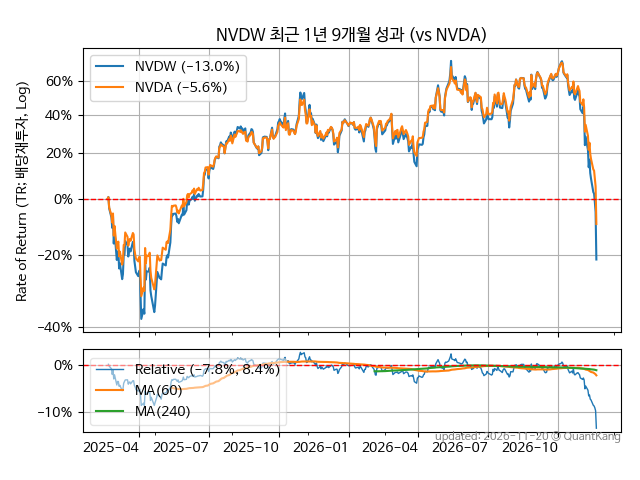 NVDW 최근 1년 9개월 성과 (vs NVDA)
Rate of Return (TR: 배당재투자, Log)
NVDW (−13.0%)
NVDA (−5.6%)
60%
40%
20%
0%
−20%
−40%
Relative (−7.8%, 8.4%)
MA(60)
MA(240)
0%
−10%
2025-04 2025-07 2025-10 2026-01 2026-04 2026-07 2026-10
updated: 2026-11-20 © QuantKang